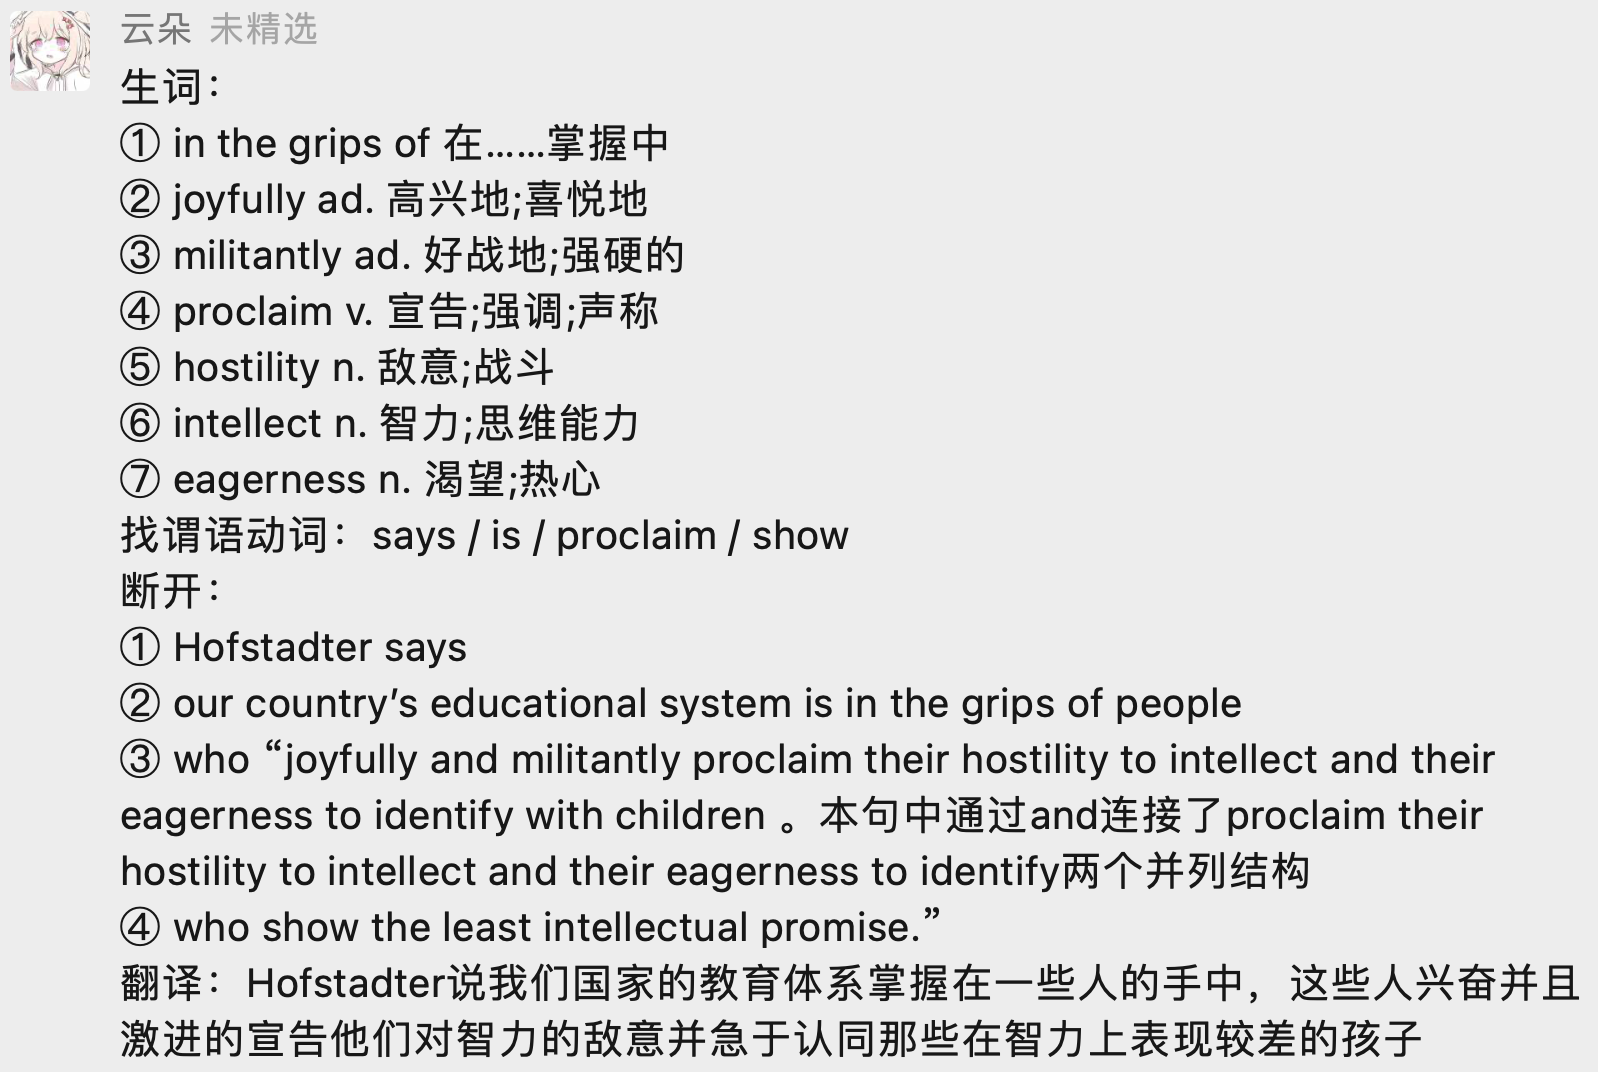 云朵 未精选
生词：
① in the grips of 在……掌握中
② joyfully ad. 高兴地;喜悦地
③ militantly ad. 好战地;强硬的
④ proclaim v. 宣告;强调;声称
⑤ hostility n. 敌意;战斗
⑥ intellect n. 智力;思维能力
⑦ eagerness n. 渴望;热心
找谓语动词：says / is / proclaim / show
断开：
① Hofstadter says
② our country’s educational system is in the grips of people
③ who “joyfully and militantly proclaim their hostility to intellect and their
eagerness to identify with children 。本句中通过and连接了proclaim their
hostility to intellect and their eagerness to identify两个并列结构
④ who show the least intellectual promise.”
翻译：Hofstadter说我们国家的教育体系掌握在一些人的手中，这些人兴奋并且
激进的宣告他们对智力的敌意并急于认同那些在智力上表现较差的孩子